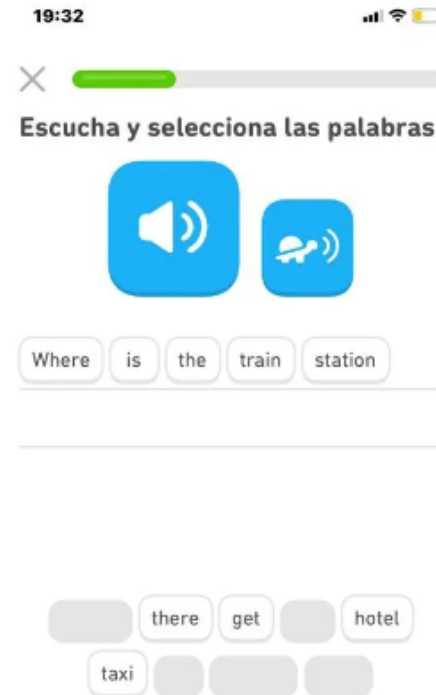 19:32
Escucha y selecciona las palabras
Where is the train station
there get hotel
taxi